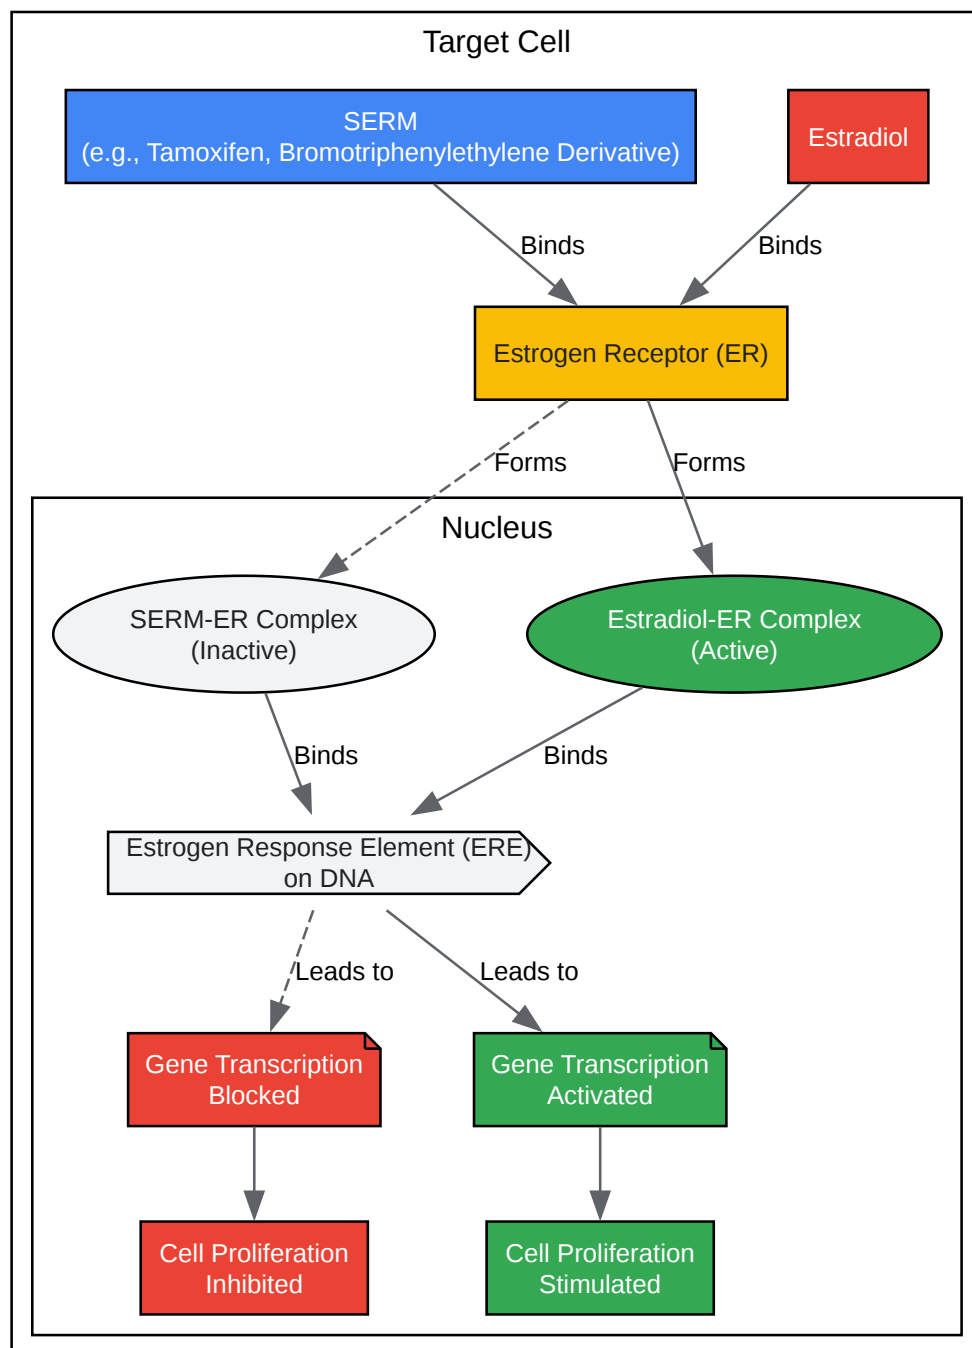 Target Cell
SERM
(e.g., Tamoxifen, Bromotriphenylethylene Derivative)
Estradiol
Binds
Binds
Estrogen Receptor (ER)
Forms
Forms
Nucleus
SERM-ER Complex
(Inactive)
Estradiol-ER Complex
(Active)
Binds
Binds
Estrogen Response Element (ERE)
on DNA
Leads to
Leads to
Gene Transcription
Blocked
Gene Transcription
Activated
Cell Proliferation
Inhibited
Cell Proliferation
Stimulated